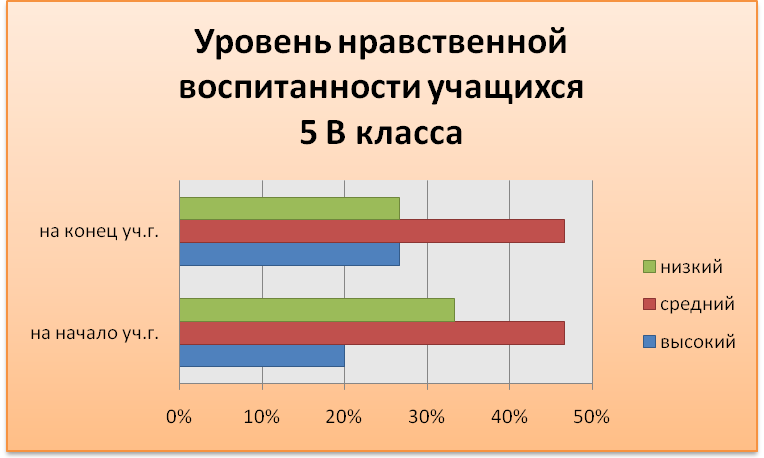 Уровень нравственной
воспитанности учащихся
5 В класса
на конец уч.г.
на начало уч.г.
0% 10% 20% 30% 40% 50%
низкий
средний
высокий